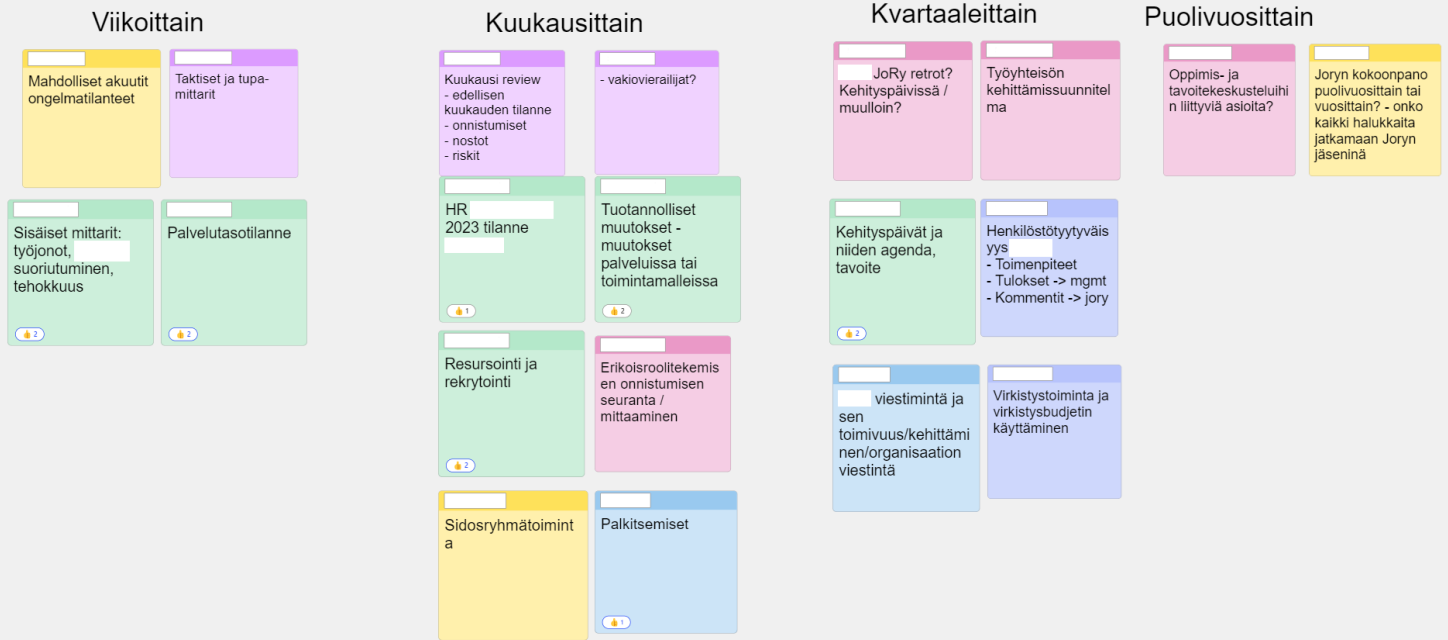 Viikoittain
Mahdolliset akuutit
ongelmatilanteet
Taktiset ja tupa-
mittarit
Sisäiset mittarit:
työjonot,
suoriutuminen,
tehokkuus
👍 2
Palvelutasotilanne
👍 2
Kuukausittain
Kuukausi review
- edellisen
kuukauden tilanne
- onnistumiset
- nostot
- riskit
- vakiovierailijat?
HR
2023 tilanne
👍 1
Tuotannolliset
muutokset -
muutokset
palveluissa tai
toimintamalleissa
👍 2
Resursointi ja
rekrytointi
👍 2
Erikoisroolitekemis
en onnistumisen
seuranta /
mittaaminen
Sidosryhmätoimint
a
Palkitsemiset
👍 1
Kvartaaleittain
JoRy retrot?
Kehityspäivissä /
muulloin?
Työyhteisön
kehittämissuunnitel
ma
Kehityspäivät ja
niiden agenda,
tavoite
👍 2
Henkilöstötyytyväis
yys
- Toimenpiteet
- Tulokset -> mgmt
- Kommentit -> jory
viestimintä ja
sen
toimivuus/kehittämi
nen/organisaation
viestintä
Virkistystoiminta ja
virkistysbudjetin
käyttäminen
Puolivuosittain
Oppimis- ja
tavoitekeskusteluihi
n liittyviä asioita?
Joryn kokoonpano
puolivuosittain tai
vuosittain? - onko
kaikki halukkaita
jatkamaan Joryn
jäseninä